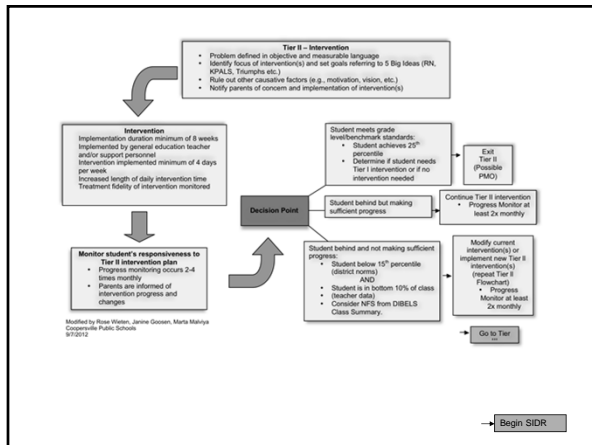 Tier II – Intervention
• Problem defined in objective and measurable language
• Identify focus of intervention(s) and set goals referring to 5 Big Ideas (RN,
KPALS, Triumphs etc.)
• Rule out other causative factors (e.g., motivation, vision, etc.)
• Notify parents of concern and implementation of intervention(s)
Intervention
Implementation duration minimum of 8 weeks
Implemented by general education teacher
and/or support personnel
Intervention implemented minimum of 4 days
per week
Increased length of daily intervention time
Treatment fidelity of intervention monitored
Monitor student's responsiveness to
Tier II intervention plan
• Progress monitoring occurs 2-4
times monthly
• Parents are informed of
intervention progress and
changes
Modified by Rose Wieten, Janine Goosen, Marta Malviya
Coopersville Public Schools
9/7/2012
Decision Point
Student meets grade
level/benchmark standards:
• Student achieves 25th
percentile
• Determine if student needs
Tier I intervention or if no
intervention needed
Exit
Tier II
(Possible
PMO)
Student behind but making
sufficient progress
Continue Tier II intervention
• Progress Monitor at
least 2x monthly
Student behind and not making sufficient
progress:
• Student below 15th percentile
(district norms)
AND
• Student is in bottom 10% of class
• (teacher data)
• Consider NFS from DIBELS
Class Summary.
Modify current
intervention(s) or
implement new Tier II
intervention(s)
(repeat Tier II
Flowchart)
• Progress
Monitor at least
2x monthly
Go to Tier
Begin SIDR